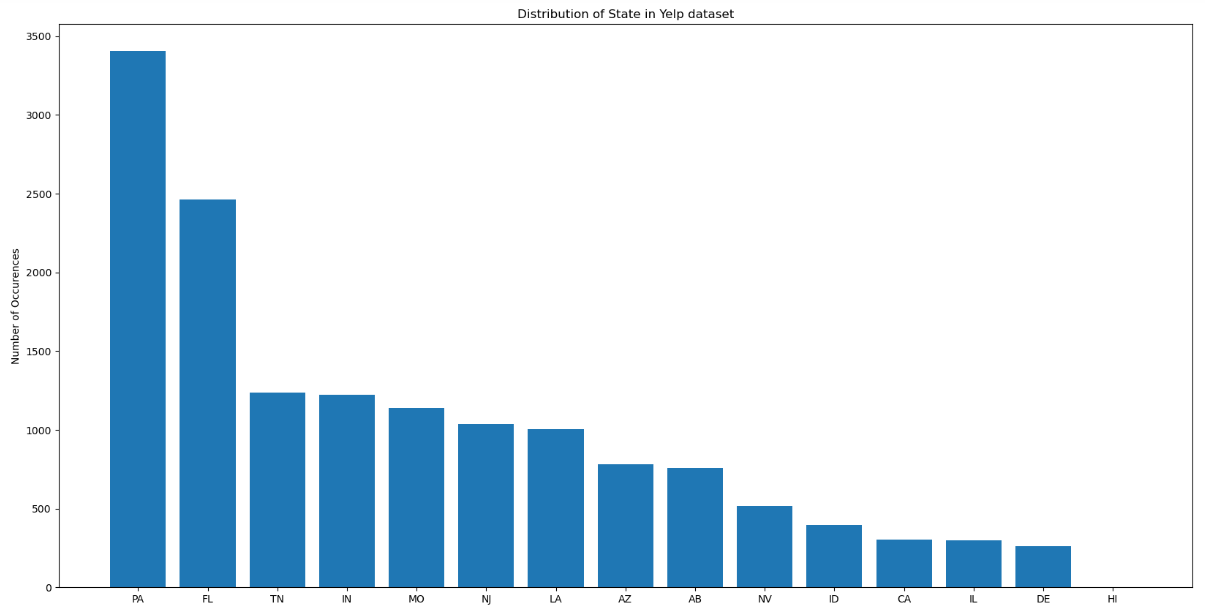 Distribution of State in Yelp dataset
Number of Occurences
3500
3000
2500
2000
1500
1000
500
0
PA FL TN IN MO NJ LA AZ AB NV ID CA IL DE HI